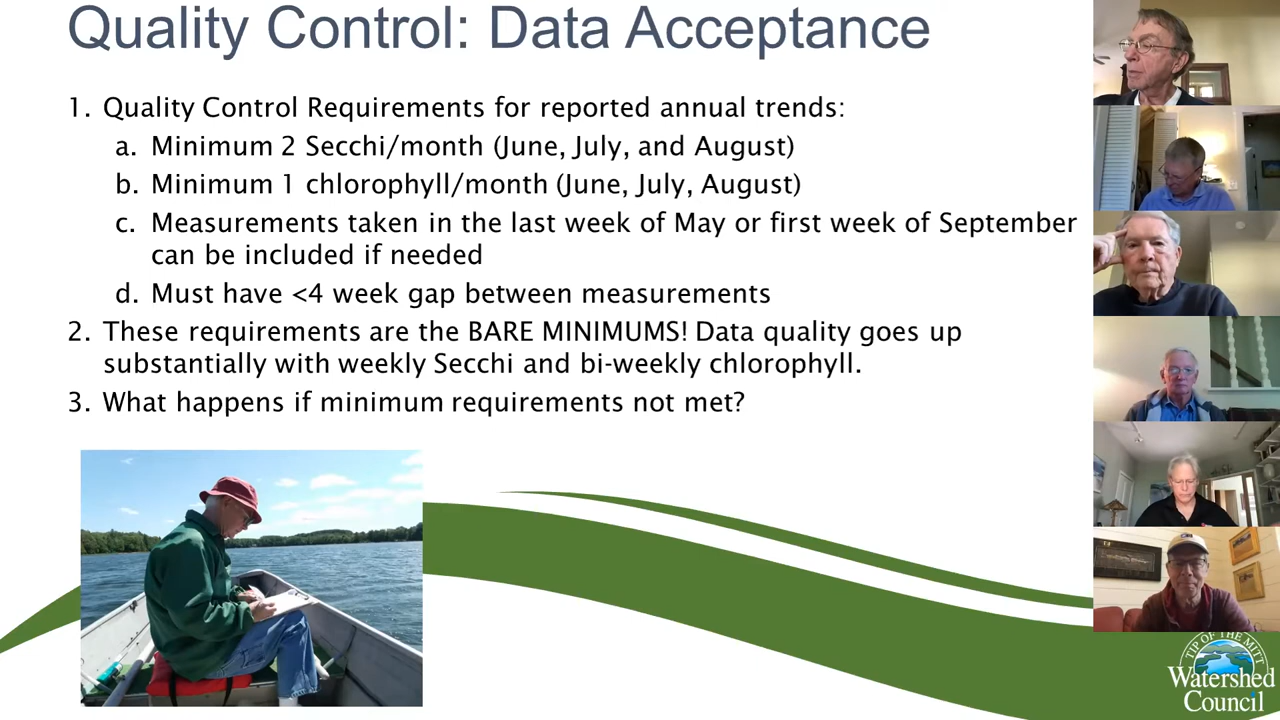 Quality Control: Data Acceptance
1. Quality Control Requirements for reported annual trends:
a. Minimum 2 Secchi/month (June, July, and August)
b. Minimum 1 chlorophyll/month (June, July, August)
c. Measurements taken in the last week of May or first week of September
can be included if needed
d. Must have <4 week gap between measurements
2. These requirements are the BARE MINIMUMS! Data quality goes up
substantially with weekly Secchi and bi-weekly chlorophyll.
3. What happens if minimum requirements not met?
TIP OF THE MITT
Watershed
Council